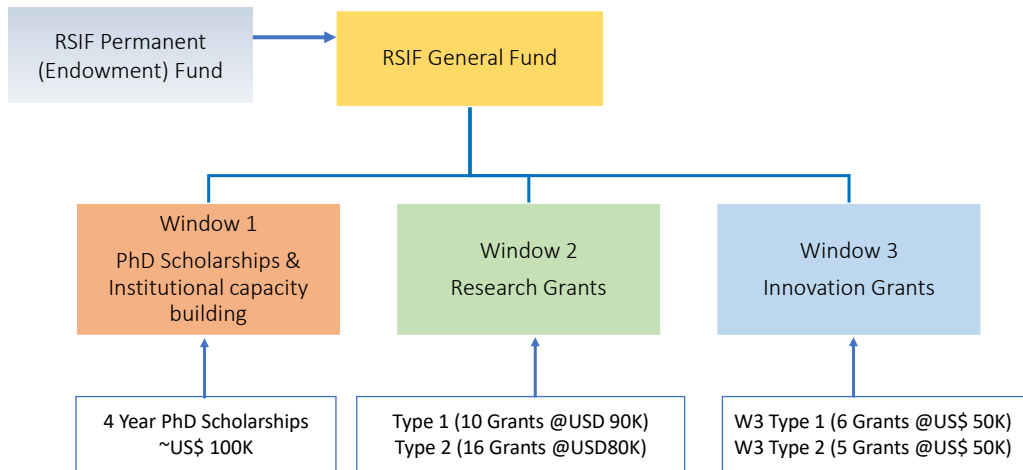 RSIF Permanent
(Endowment) Fund
RSIF General Fund
Window 1
PhD Scholarships &
Institutional capacity
building
Window 2
Research Grants
Window 3
Innovation Grants
4 Year PhD Scholarships
~US$ 100K
Type 1 (10 Grants @USD 90K)
Type 2 (16 Grants @USD80K)
W3 Type 1 (6 Grants @US$ 50K)
W3 Type 2 (5 Grants @US$ 50K)